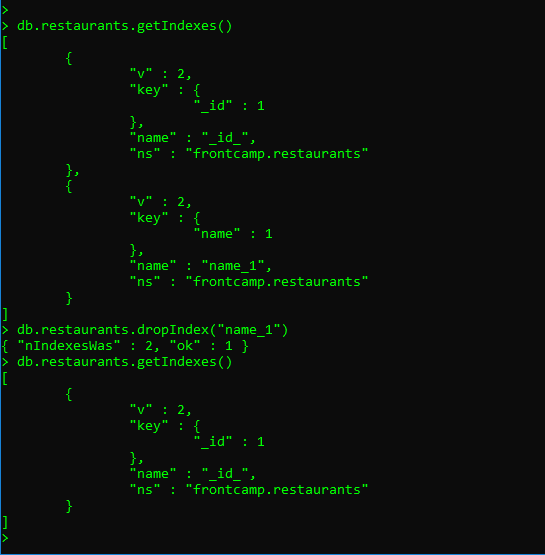 >
> db.restaurants.getIndexes()
[
        {
                "v" : 2,
                "key" : {
                        "_id" : 1
                },
                "name" : "_id_",
                "ns" : "frontcamp.restaurants"
        },
        {
                "v" : 2,
                "key" : {
                        "name" : 1
                },
                "name" : "name_1",
                "ns" : "frontcamp.restaurants"
        }
]
> db.restaurants.dropIndex("name_1")
{ "nIndexesWas" : 2, "ok" : 1 }
> db.restaurants.getIndexes()
[
        {
                "v" : 2,
                "key" : {
                        "_id" : 1
                },
                "name" : "_id_",
                "ns" : "frontcamp.restaurants"
        }
]
>